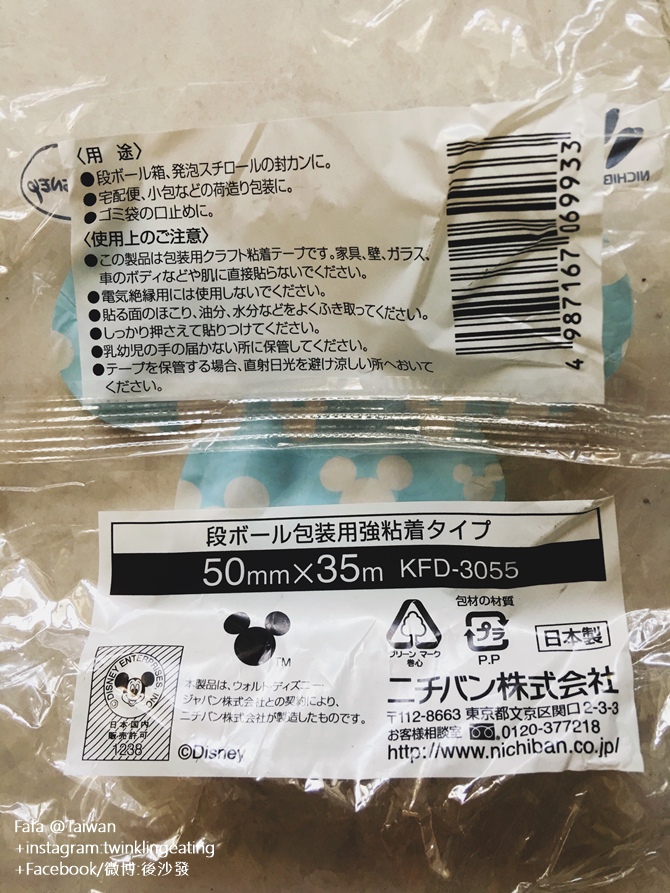 〈用　途〉
●段ボール箱、発泡スチロールの封カンに。
●宅配便、小包などの荷造り包装に。
●ゴミ袋の口止めに。
〈使用上のご注意〉
●この製品は包装用クラフト粘着テープです。家具、壁、ガラス、
車のボディなどや肌に直接貼らないでください。
●電気絶縁用には使用しないでください。
●貼る面のほこり、油分、水分などをよくふき取ってください。
●しっかり押さえて貼りつけてください。
●乳幼児の手の届かない所に保管してください。
●テープを保管する場合、直射日光を避け涼しい所へおいて
ください。
4 987167 069933
NICHIB
段ボール包装用強粘着タイプ
50mm×35m KFD-3055
TM
グリーン マーク
巻心
包材の材質
プラ
P.P
日本製
©DISNEY ENTERPRISES, INC.
日本国内
販売許可
1238
本製品は、ウォルト・ディズニー・
ジャパン株式会社との契約により、
ニチバン株式会社が製造したものです。
©Disney
ニチバン株式会社
〒112-8663 東京都文京区関口2-3-3
お客様相談室 0120-377218
http://www.nichiban.co.jp/
Fafa @Taiwan
+instagram:twinklingeating
+Facebook/微博:後沙發